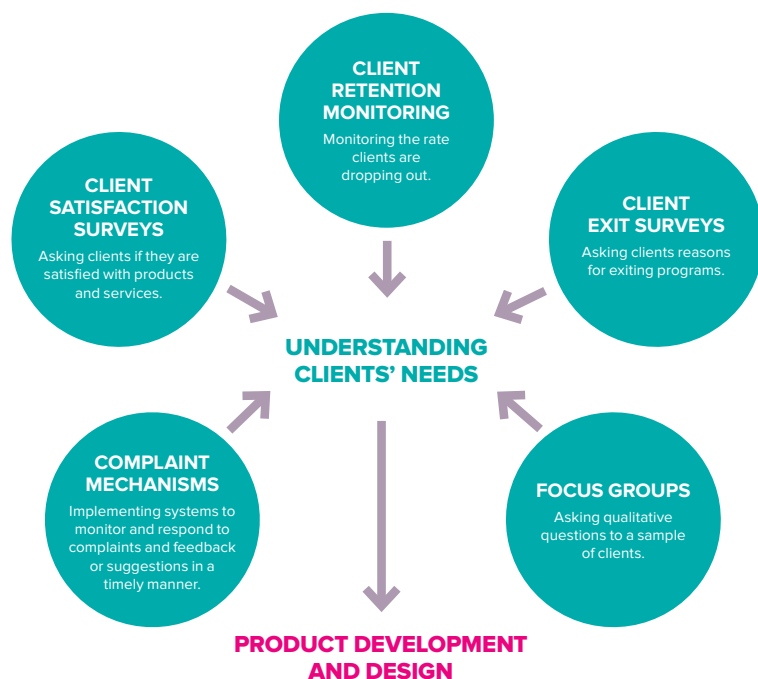 CLIENT
RETENTION
MONITORING
Monitoring the rate
clients are
dropping out.
CLIENT
SATISFACTION
SURVEYS
Asking clients if they are
satisfied with products
and services.
CLIENT
EXIT SURVEYS
Asking clients reasons
for exiting programs.
UNDERSTANDING
CLIENTS’ NEEDS
COMPLAINT
MECHANISMS
Implementing systems to
monitor and respond to
complaints and feedback
or suggestions in a
timely manner.
FOCUS GROUPS
Asking qualitative
questions to a sample
of clients.
PRODUCT DEVELOPMENT
AND DESIGN